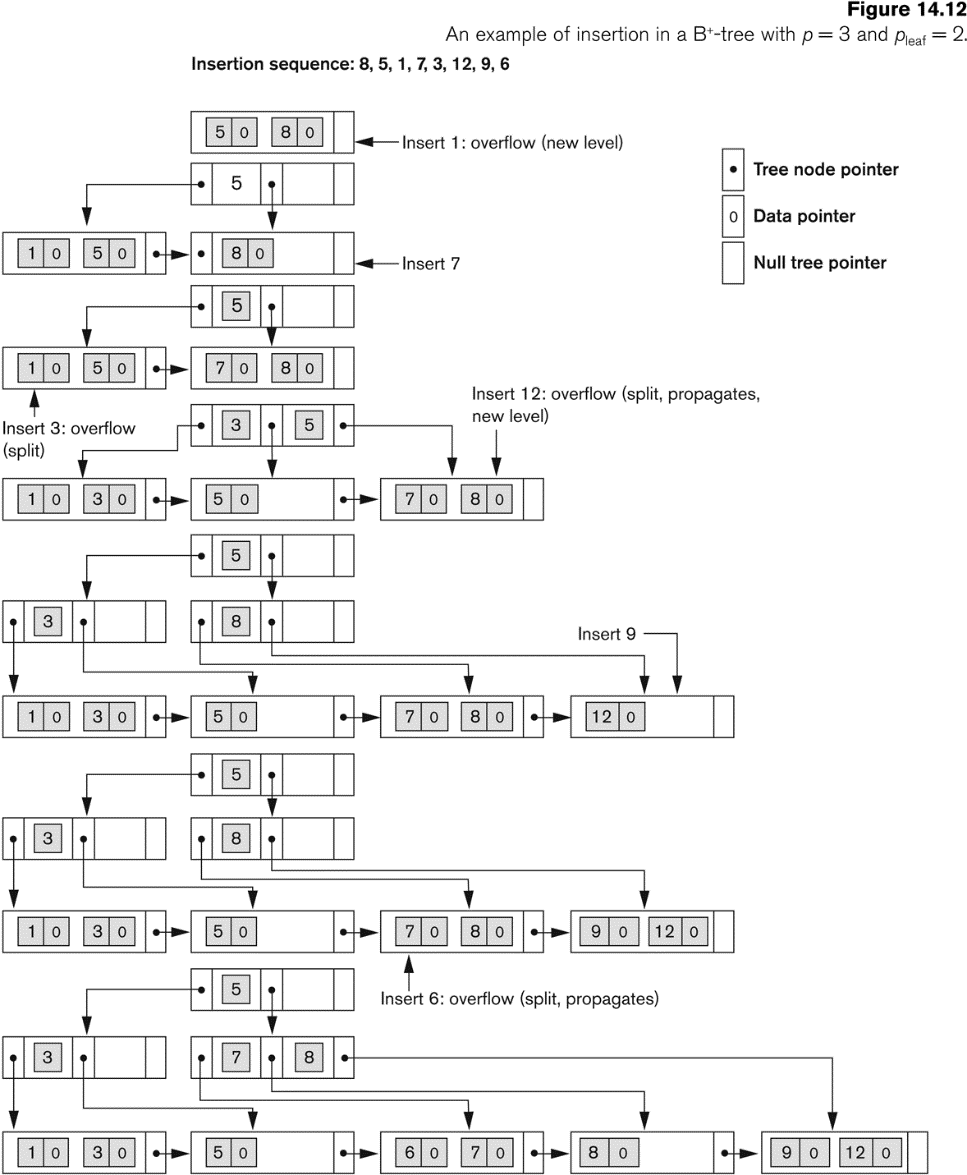 Figure 14.12
An example of insertion in a B⁺-tree with p = 3 and p_leaf = 2.
Insertion sequence: 8, 5, 1, 7, 3, 12, 9, 6
5 0 8 0
Insert 1: overflow (new level)
5
Tree node pointer
0 Data pointer
Null tree pointer
1 0 5 0
8 0
Insert 7
5
1 0 5 0
7 0 8 0
Insert 3: overflow
(split)
Insert 12: overflow (split, propagates,
new level)
3 5
1 0 3 0
5 0
7 0 8 0
5
3
8
Insert 9
1 0 3 0
5 0
7 0 8 0
12 0
5
3
8
1 0 3 0
5 0
7 0 8 0
9 0 12 0
Insert 6: overflow (split, propagates)
5
3
7 8
1 0 3 0
5 0
6 0 7 0
8 0
9 0 12 0